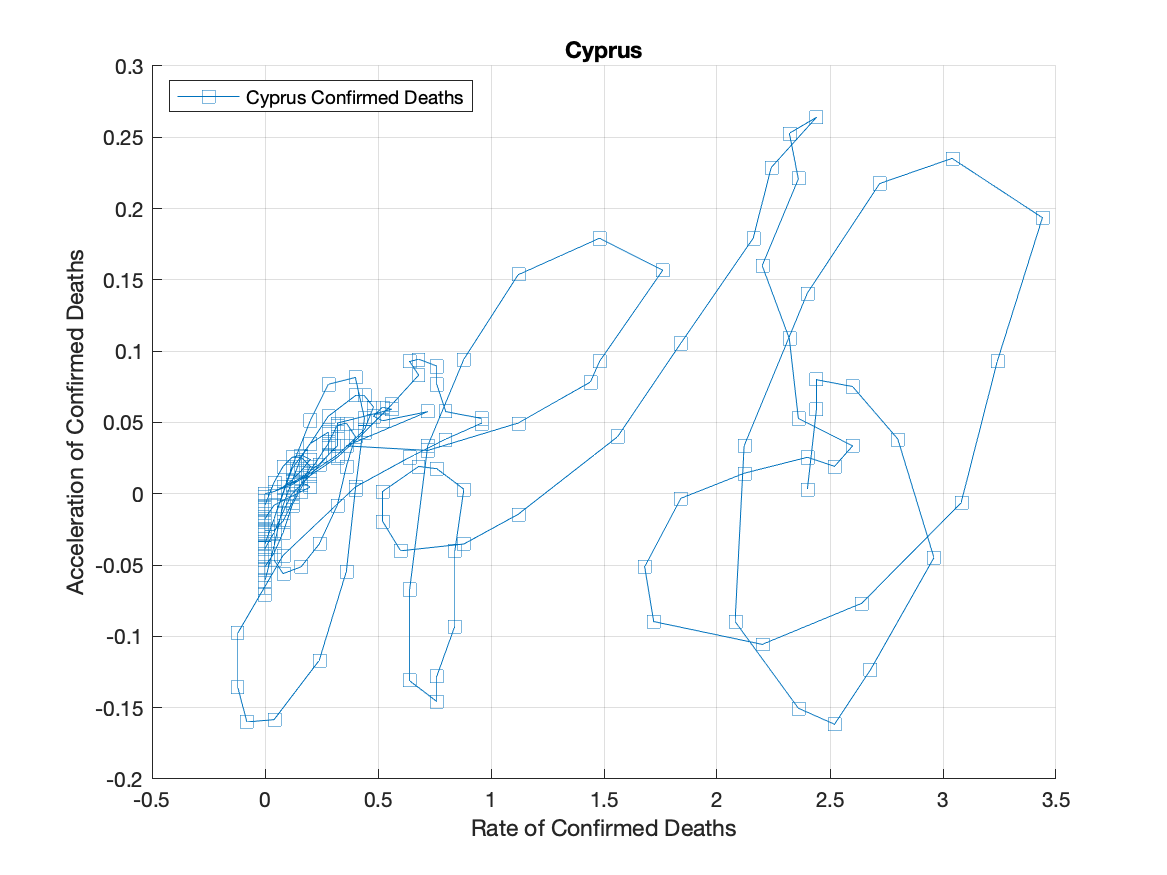 Cyprus
Cyprus Confirmed Deaths
Acceleration of Confirmed Deaths
0.3
0.25
0.2
0.15
0.1
0.05
0
-0.05
-0.1
-0.15
-0.2
-0.5 0 0.5 1 1.5 2 2.5 3 3.5
Rate of Confirmed Deaths